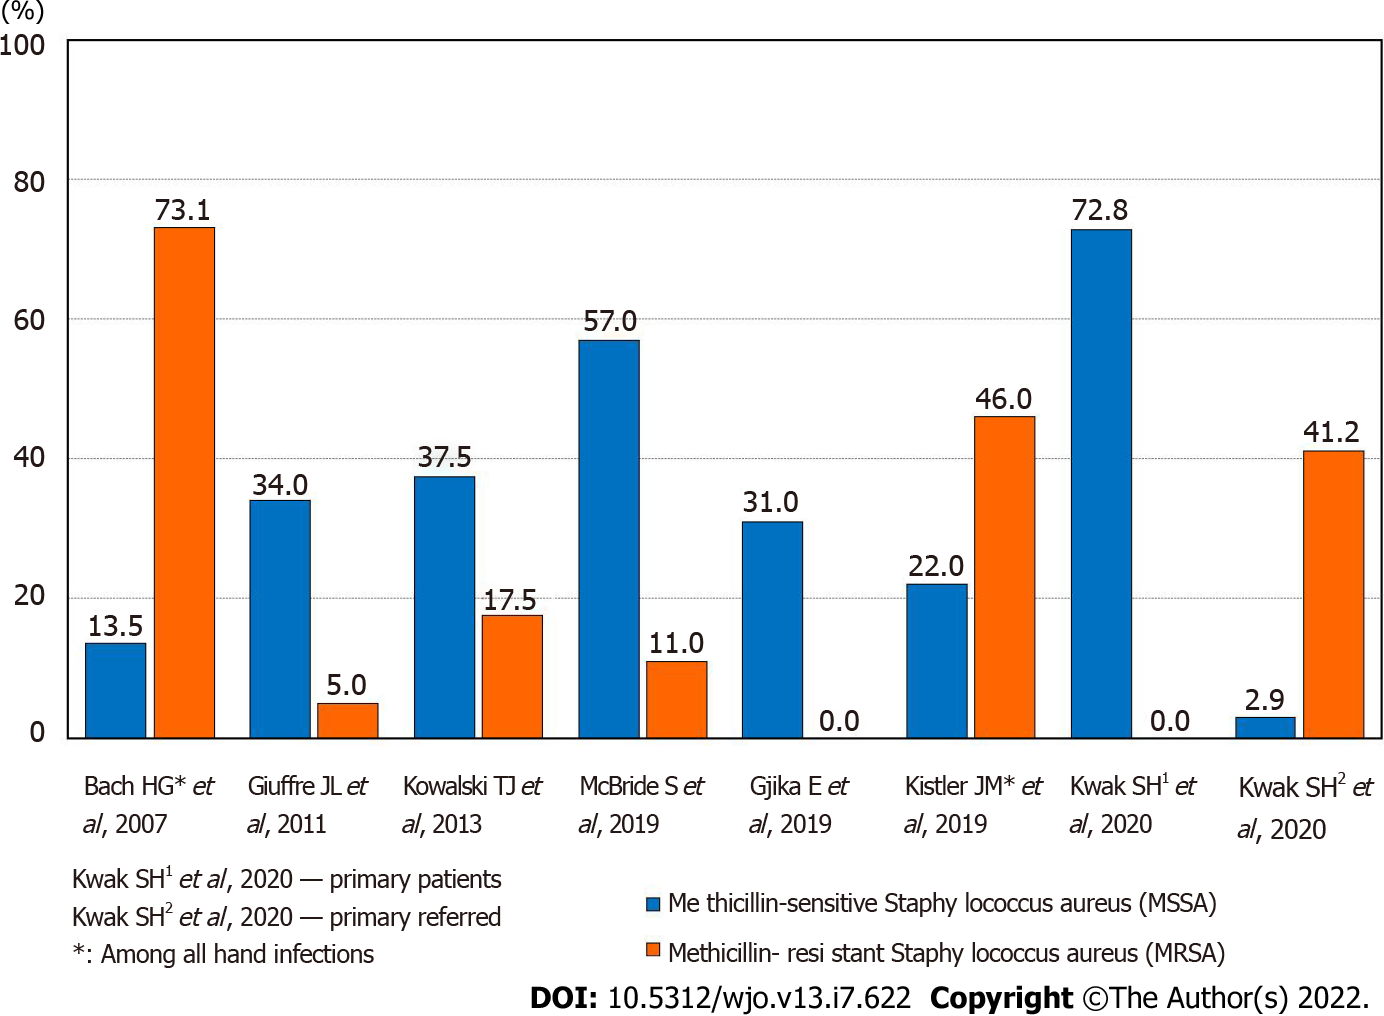 (%)
100
80
60
40
20
0
13.5
73.1
34.0
5.0
37.5
17.5
57.0
11.0
31.0
0.0
22.0
46.0
72.8
0.0
2.9
41.2
Bach HG* et
al, 2007
Giuffre JL et
al, 2011
Kowalski TJ et
al, 2013
McBride S et
al, 2019
Gjika E et
al, 2019
Kistler JM* et
al, 2019
Kwak SH¹ et
al, 2020
Kwak SH² et
al, 2020
Kwak SH¹ et al, 2020 — primary patients
Kwak SH² et al, 2020 — primary referred
*: Among all hand infections
Me thicillin-sensitive Staphy lococcus aureus (MSSA)
Methicillin- resi stant Staphy lococcus aureus (MRSA)
DOI: 10.5312/wjo.v13.i7.622 Copyright ©The Author(s) 2022.